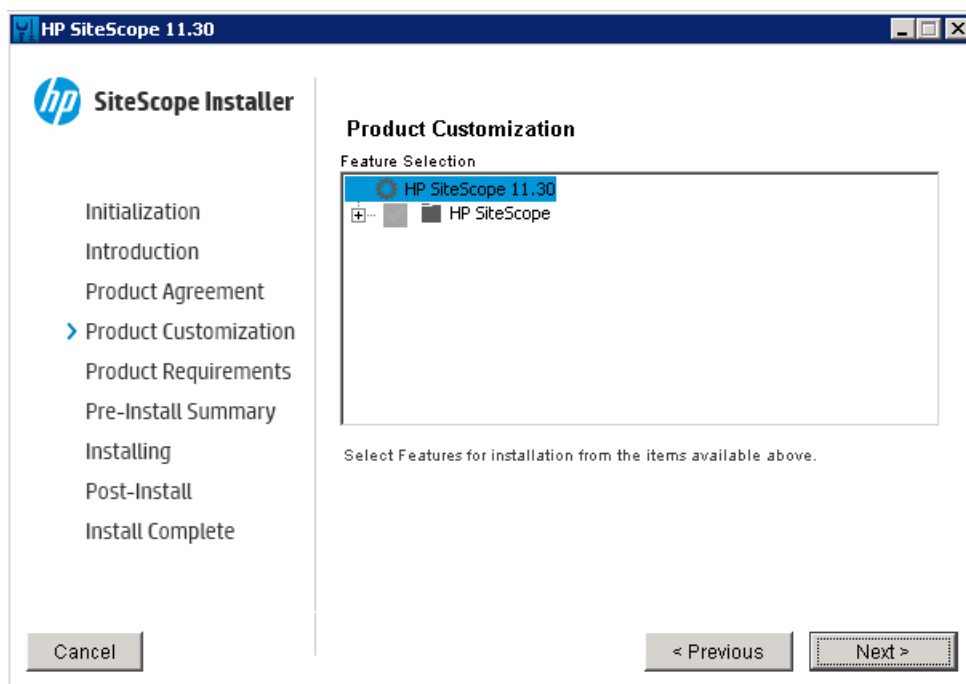 HP SiteScope 11.30
hp SiteScope Installer
Product Customization
Feature Selection
HP SiteScope 11.30
HP SiteScope
Initialization
Introduction
Product Agreement
Product Customization
Product Requirements
Pre-Install Summary
Installing
Post-Install
Install Complete
Select Features for installation from the items available above.
Cancel
< Previous
Next >